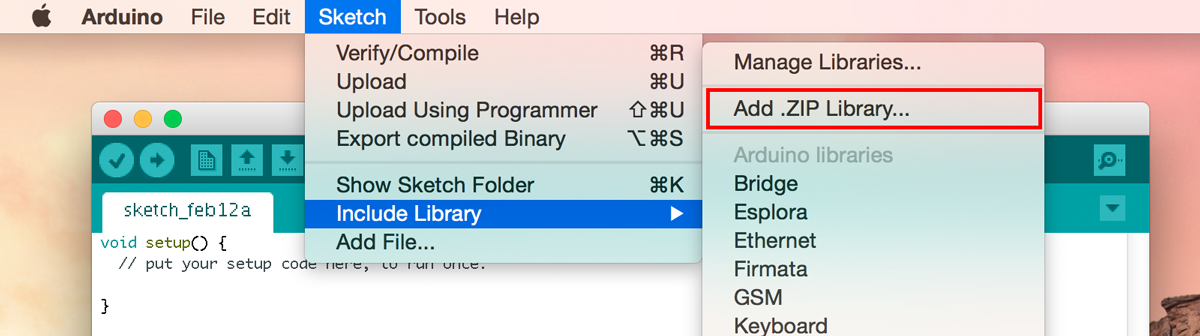 Arduino File Edit Sketch Tools Help
Verify/Compile ⌘R
Upload ⌘U
Upload Using Programmer ⇧⌘U
Export compiled Binary ⌥⌘S
Show Sketch Folder ⌘K
Include Library ▶
Add File...
Manage Libraries...
Add .ZIP Library...
Arduino libraries
Bridge
Esplora
Ethernet
Firmata
GSM
Keyboard
sketch_feb12a
void setup() {
// put your setup code here, to run once:
}